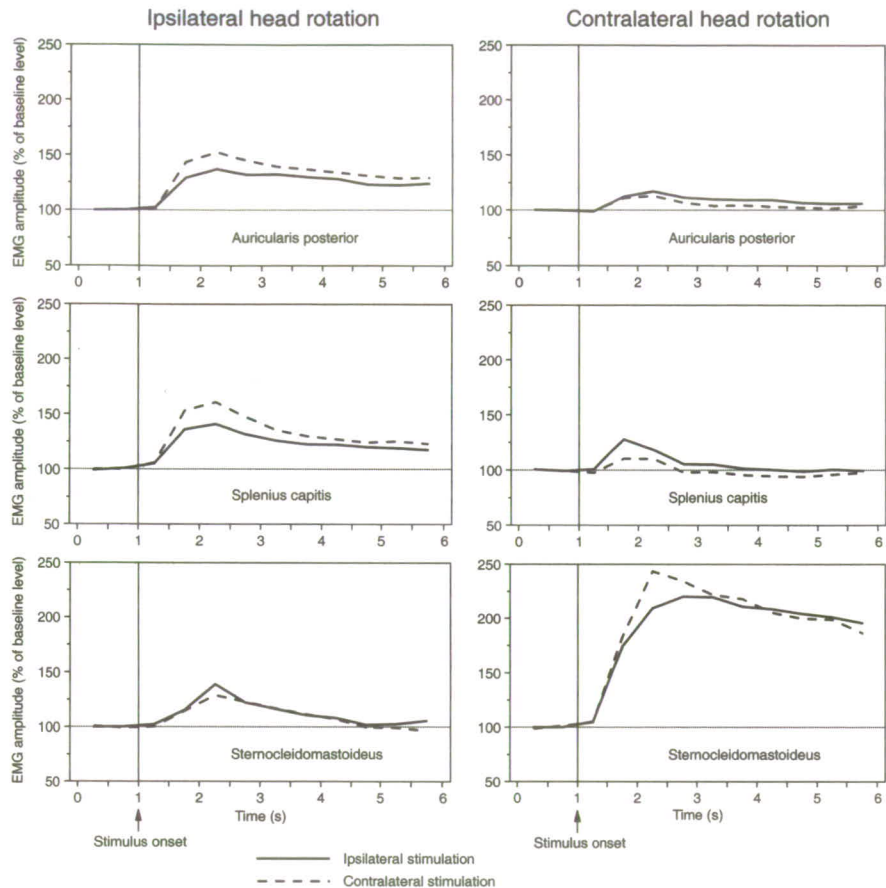 Ipsilateral head rotation
Contralateral head rotation
EMG amplitude (% of baseline level)
250
200
150
100
50
Auricularis posterior
0 1 2 3 4 5 6
250
200
150
100
50
Auricularis posterior
0 1 2 3 4 5 6
EMG amplitude (% of baseline level)
250
200
150
100
50
Splenius capitis
0 1 2 3 4 5 6
250
200
150
100
50
Splenius capitis
0 1 2 3 4 5 6
EMG amplitude (% of baseline level)
250
200
150
100
50
Sternocleidomastoideus
0 1 2 3 4 5 6
Time (s)
Stimulus onset
250
200
150
100
50
Sternocleidomastoideus
0 1 2 3 4 5 6
Time (s)
Stimulus onset
Ipsilateral stimulation
Contralateral stimulation